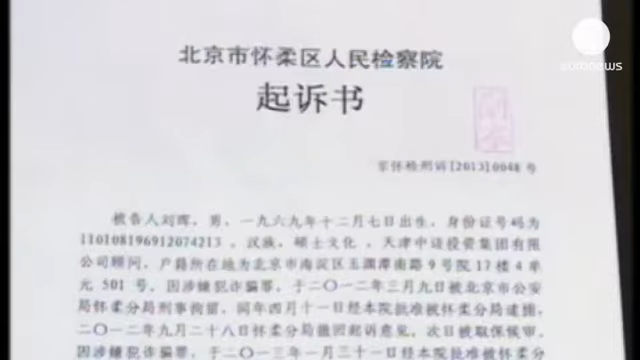 euronews
北京市怀柔区人民检察院
起诉书
副本
京怀检刑诉[2013]0048号
被告人刘晖，男，一九六九年十二月七日出生，身份证号码为
110108196912074213，汉族，硕士文化，天津中适投资集团有限
公司顾问，户籍所在地为北京市海淀区玉渊潭南路9号院17楼4单
元501号。因涉嫌犯诈骗罪，于二〇一二年三月九日被北京市公安
局怀柔分局刑事拘留，同年四月十一日经本院批准被怀柔分局逮捕，
二〇一二年九月二十八日怀柔分局撤回起诉意见，次日被取保候审，
因涉嫌犯诈骗罪，于二〇一三年一月三十一日经本院批准被怀柔分